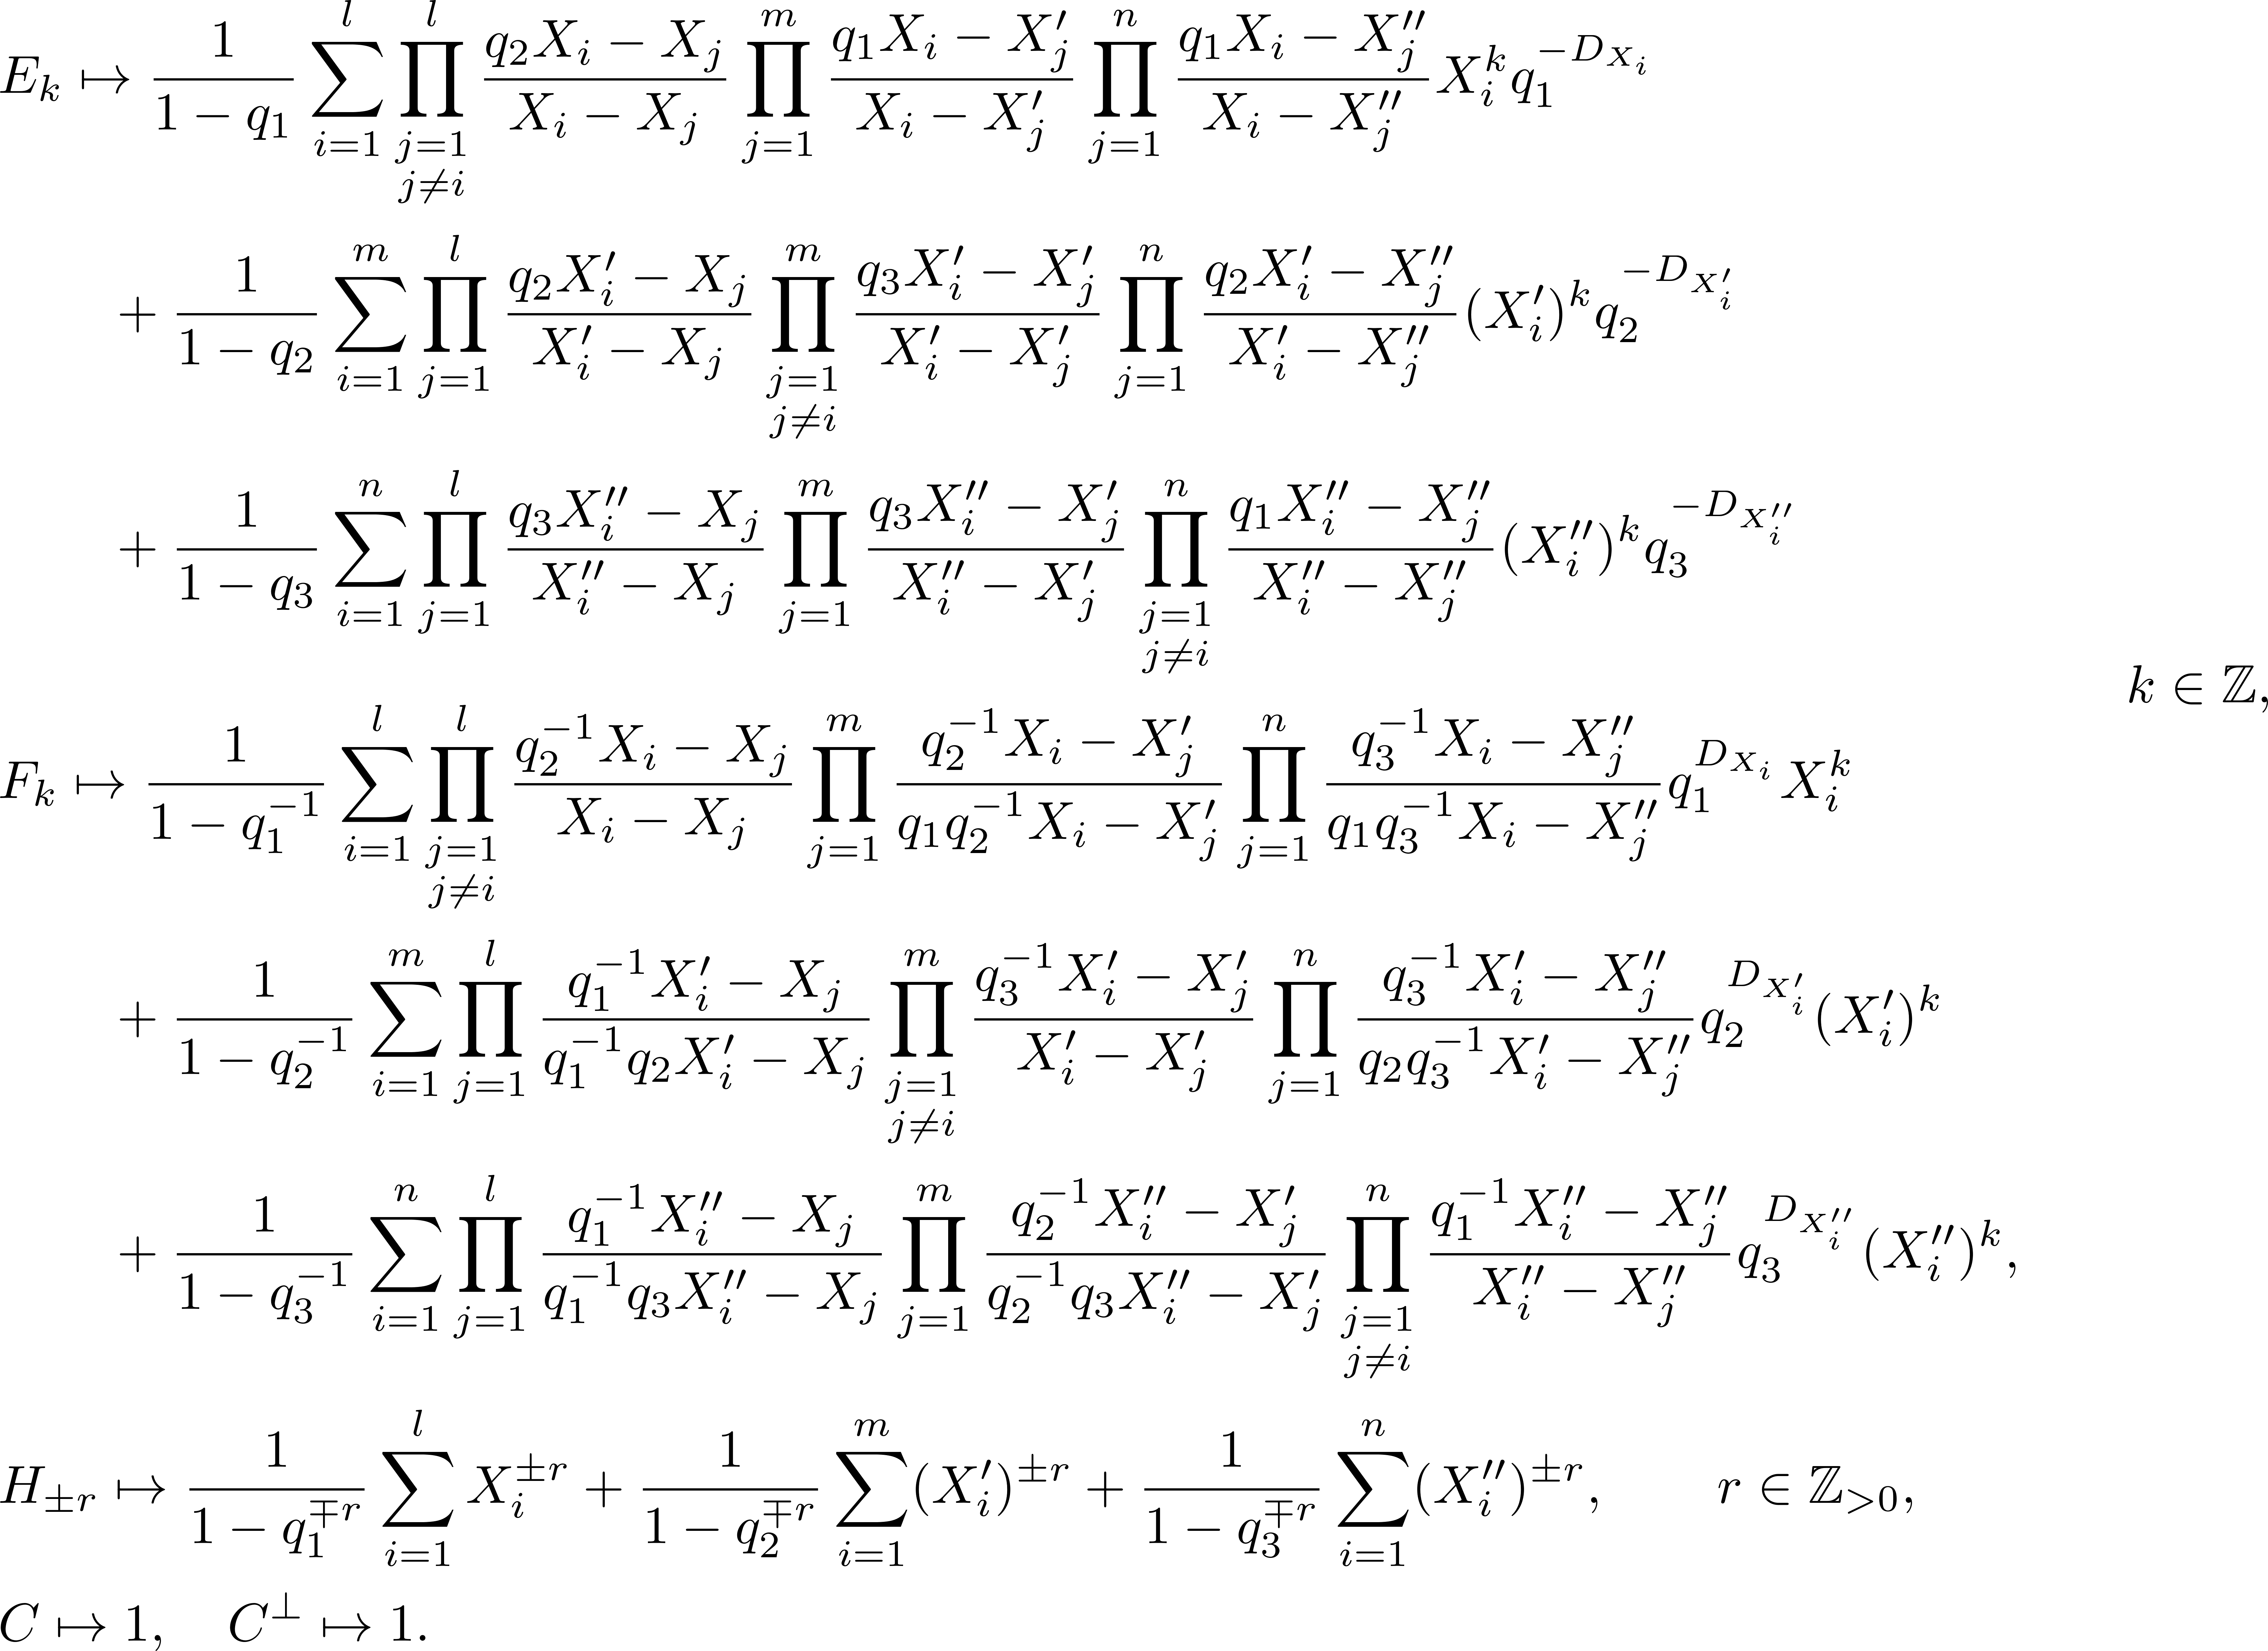 E_k \mapsto \frac{1}{1-q_1} \sum_{i=1}^{l} \prod_{\substack{j=1 \\ j\neq i}}^{l} \frac{q_2 X_i - X_j}{X_i - X_j} \prod_{j=1}^{m} \frac{q_1 X_i - X'_j}{X_i - X'_j} \prod_{j=1}^{n} \frac{q_1 X_i - X''_j}{X_i - X''_j} X_i^k q_1^{-D_{X_i}}
+ \frac{1}{1-q_2} \sum_{i=1}^{m} \prod_{j=1}^{l} \frac{q_2 X'_i - X_j}{X'_i - X_j} \prod_{\substack{j=1 \\ j\neq i}}^{m} \frac{q_3 X'_i - X'_j}{X'_i - X'_j} \prod_{j=1}^{n} \frac{q_2 X'_i - X''_j}{X'_i - X''_j} (X'_i)^k q_2^{-D_{X'_i}}
+ \frac{1}{1-q_3} \sum_{i=1}^{n} \prod_{j=1}^{l} \frac{q_3 X''_i - X_j}{X''_i - X_j} \prod_{j=1}^{m} \frac{q_3 X''_i - X'_j}{X''_i - X'_j} \prod_{\substack{j=1 \\ j\neq i}}^{n} \frac{q_1 X''_i - X''_j}{X''_i - X''_j} (X''_i)^k q_3^{-D_{X''_i}}
k \in \mathbb{Z},
F_k \mapsto \frac{1}{1-q_1^{-1}} \sum_{i=1}^{l} \prod_{\substack{j=1 \\ j\neq i}}^{l} \frac{q_2^{-1} X_i - X_j}{X_i - X_j} \prod_{j=1}^{m} \frac{q_2^{-1} X_i - X'_j}{q_1 q_2^{-1} X_i - X'_j} \prod_{j=1}^{n} \frac{q_3^{-1} X_i - X''_j}{q_1 q_3^{-1} X_i - X''_j} q_1^{D_{X_i}} X_i^k
+ \frac{1}{1-q_2^{-1}} \sum_{i=1}^{m} \prod_{j=1}^{l} \frac{q_1^{-1} X'_i - X_j}{q_1^{-1} q_2 X'_i - X_j} \prod_{\substack{j=1 \\ j\neq i}}^{m} \frac{q_3^{-1} X'_i - X'_j}{X'_i - X'_j} \prod_{j=1}^{n} \frac{q_3^{-1} X'_i - X''_j}{q_2 q_3^{-1} X'_i - X''_j} q_2^{D_{X'_i}} (X'_i)^k
+ \frac{1}{1-q_3^{-1}} \sum_{i=1}^{n} \prod_{j=1}^{l} \frac{q_1^{-1} X''_i - X_j}{q_1^{-1} q_3 X''_i - X_j} \prod_{j=1}^{m} \frac{q_2^{-1} X''_i - X'_j}{q_2^{-1} q_3 X''_i - X'_j} \prod_{\substack{j=1 \\ j\neq i}}^{n} \frac{q_1^{-1} X''_i - X''_j}{X''_i - X''_j} q_3^{D_{X''_i}} (X''_i)^k,
H_{\pm r} \mapsto \frac{1}{1-q_1^{\mp r}} \sum_{i=1}^{l} X_i^{\pm r} + \frac{1}{1-q_2^{\mp r}} \sum_{i=1}^{m} (X'_i)^{\pm r} + \frac{1}{1-q_3^{\mp r}} \sum_{i=1}^{n} (X''_i)^{\pm r}, \qquad r \in \mathbb{Z}_{>0},
C \mapsto 1, \quad C^{\perp} \mapsto 1.